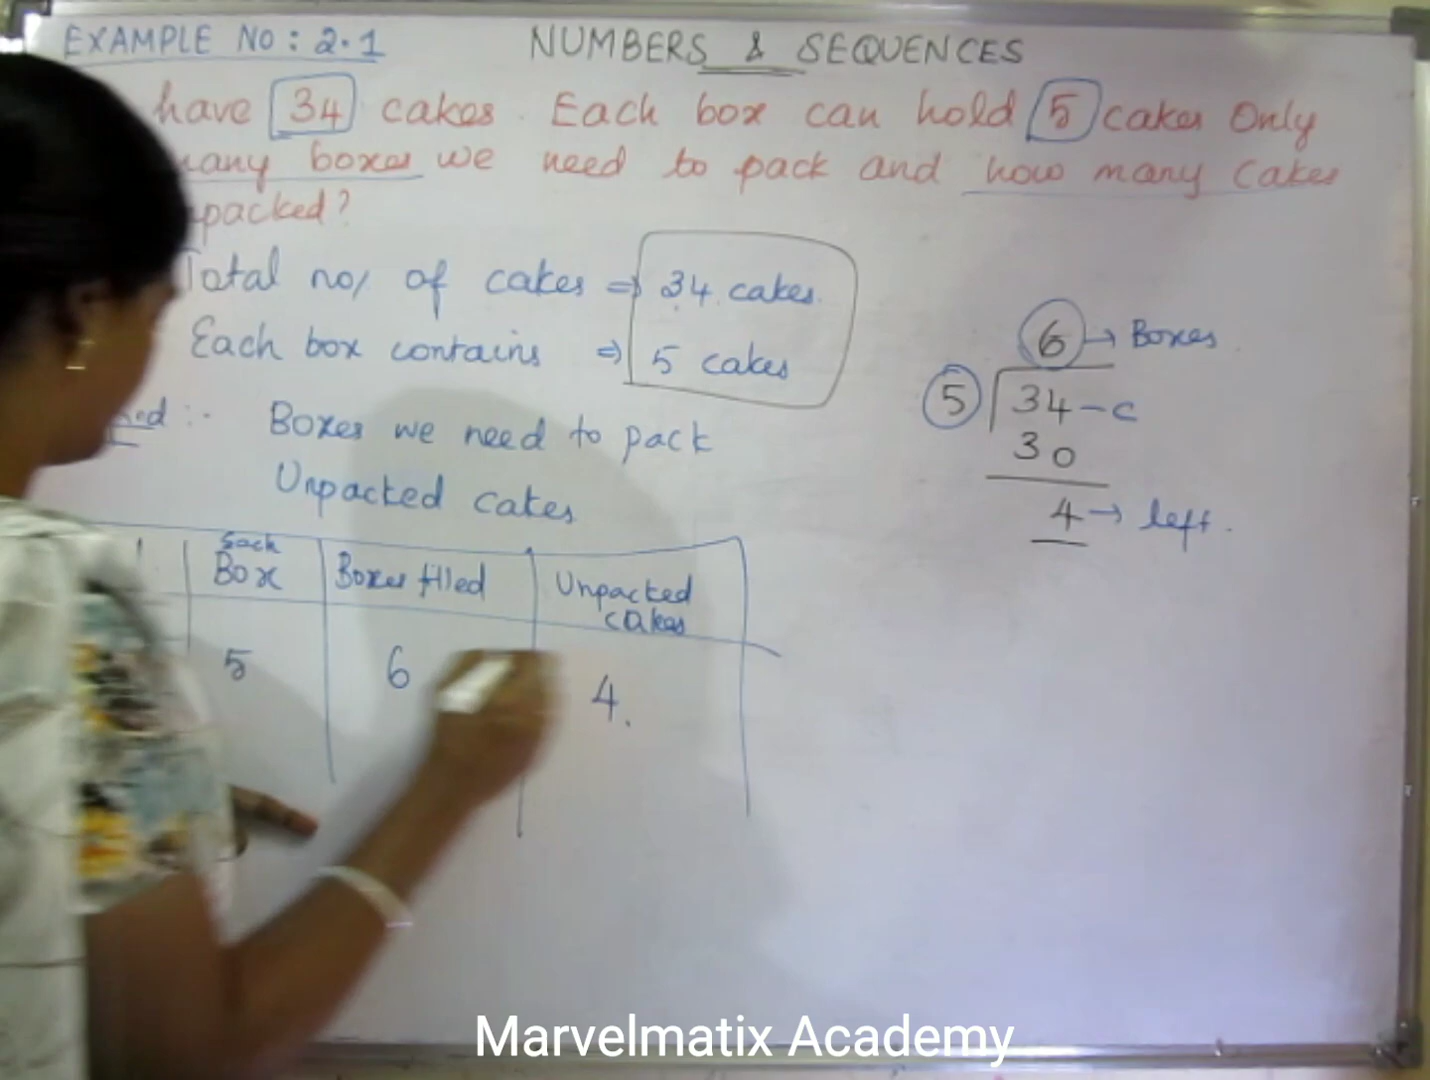 EXAMPLE NO: 2.1 NUMBERS & SEQUENCES
have 34 cakes. Each box can hold 5 cakes Only
many boxes we need to pack and how many cakes
packed?
Total no/ of cakes ⇒ 34 cakes.
Each box contains ⇒ 5 cakes
Boxes we need to pack
Unpacked cakes
6 → Boxes
5 34 - c
30
4 → left.
Each Box Boxes filled Unpacked cakes
5 6 4.
Marvelmatix Academy